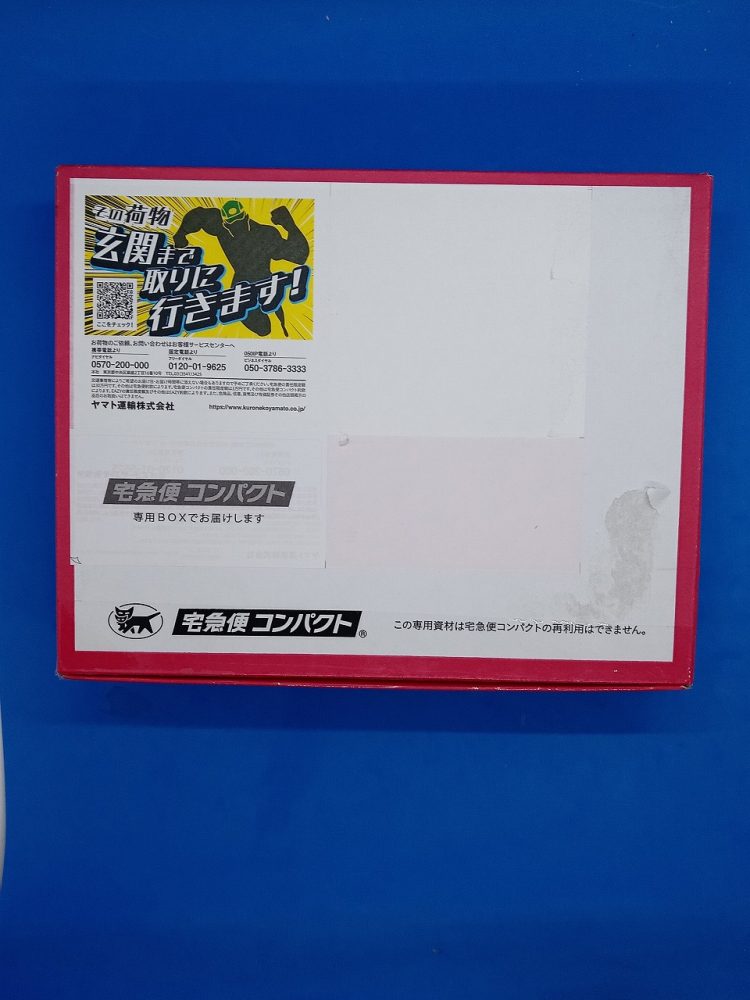 その荷物
玄関まで
取りに
行きます!
ここをチェック!
お荷物のご依頼、お問い合わせはお客様サービスセンターへ
携帯電話より 固定電話より 050IP電話より
ナビダイヤル フリーダイヤル ビジネスダイヤル
0570-200-000 0120-01-9625 050-3786-3333
ヤマト運輸株式会社 https://www.kuronekoyamato.co.jp/
宅急便コンパクト
専用BOXでお届けします
宅急便コンパクト®
この専用資材は宅急便コンパクトの再利用はできません。